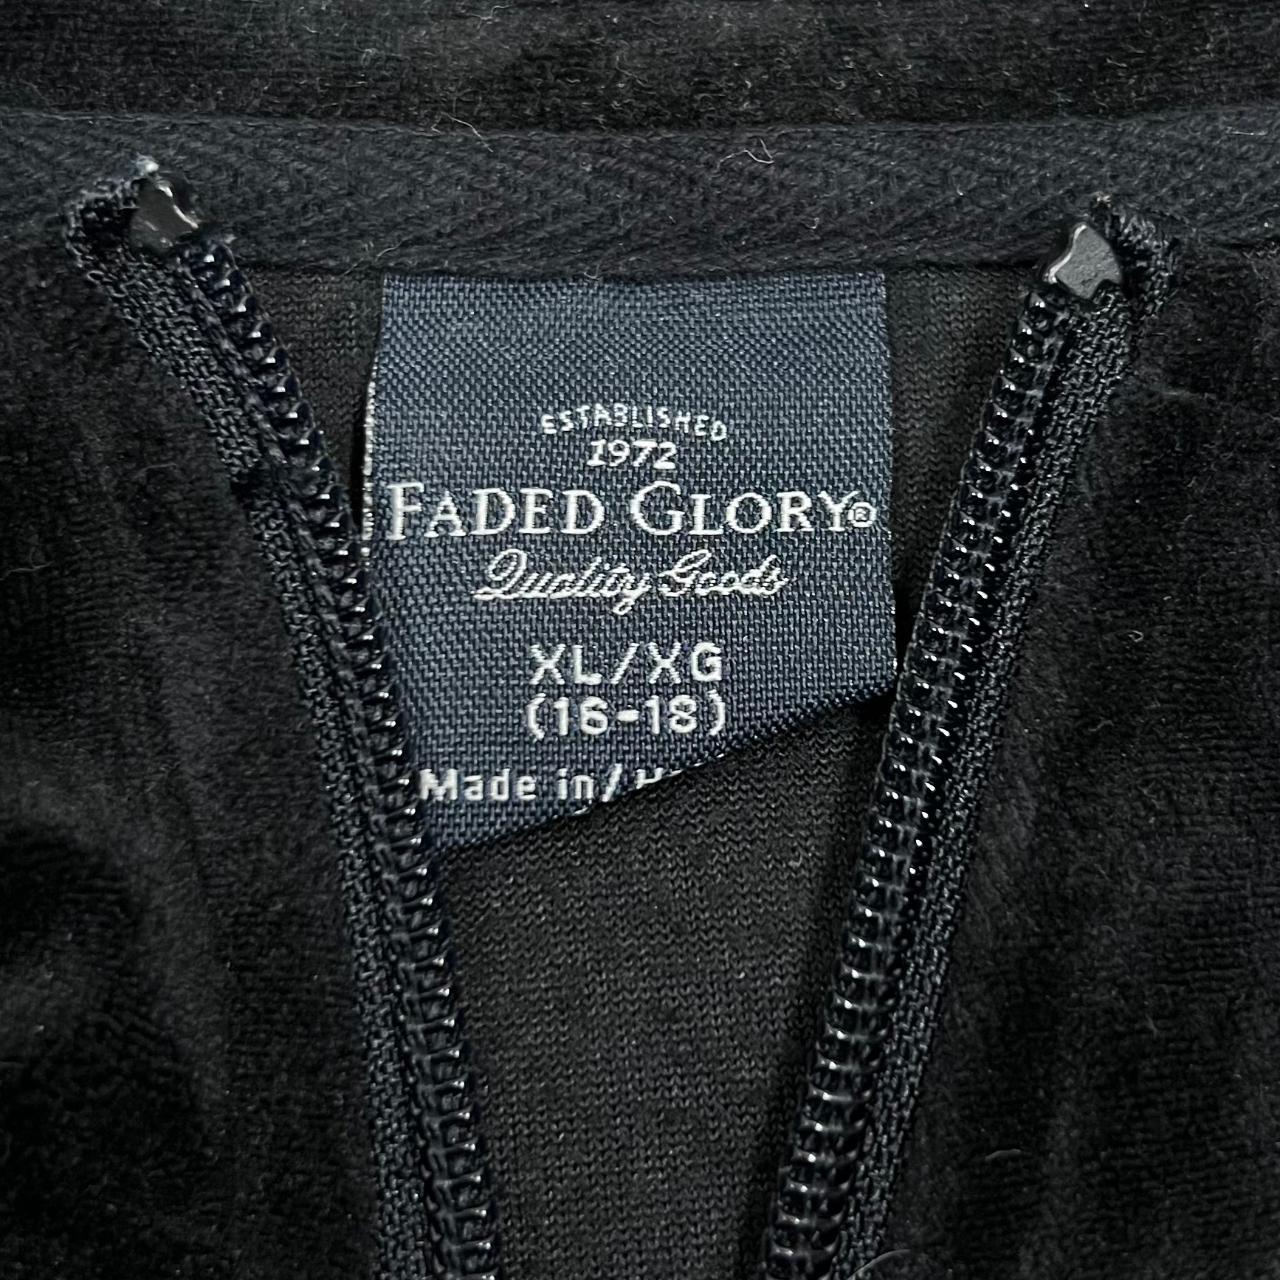 ESTABLISHED
1972
FADED GLORY®
Quality Goods
XL/XG
(16-18)
Made in/